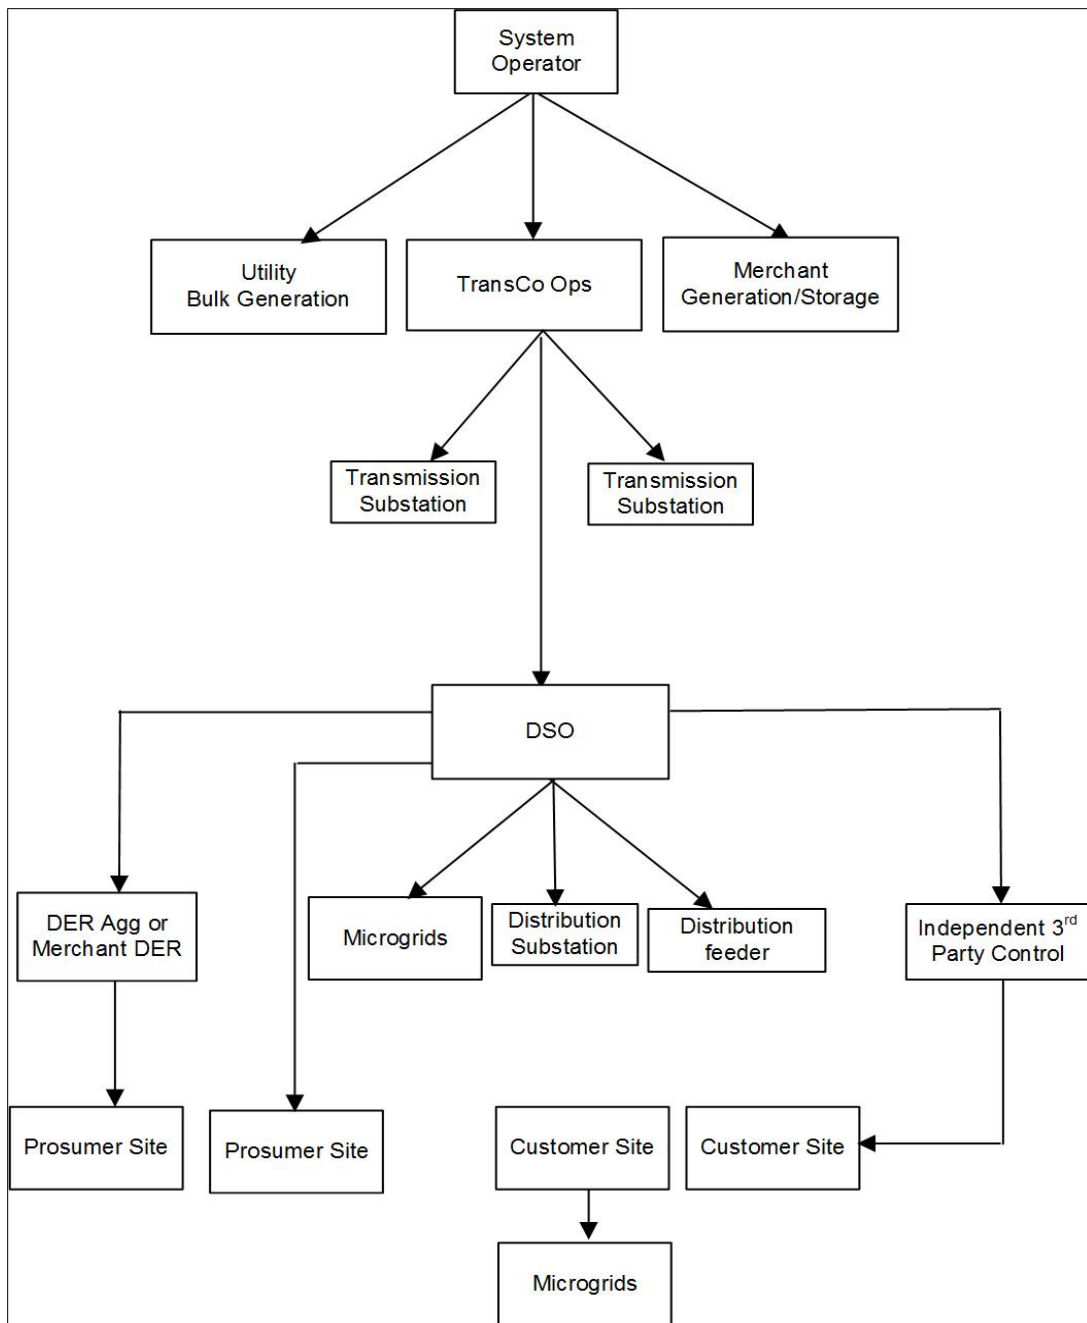 System
Operator
Utility
Bulk Generation
TransCo Ops
Merchant
Generation/Storage
Transmission
Substation
Transmission
Substation
DSO
DER Agg or
Merchant DER
Microgrids
Distribution
Substation
Distribution
feeder
Independent 3rd
Party Control
Prosumer Site
Prosumer Site
Customer Site
Customer Site
Microgrids